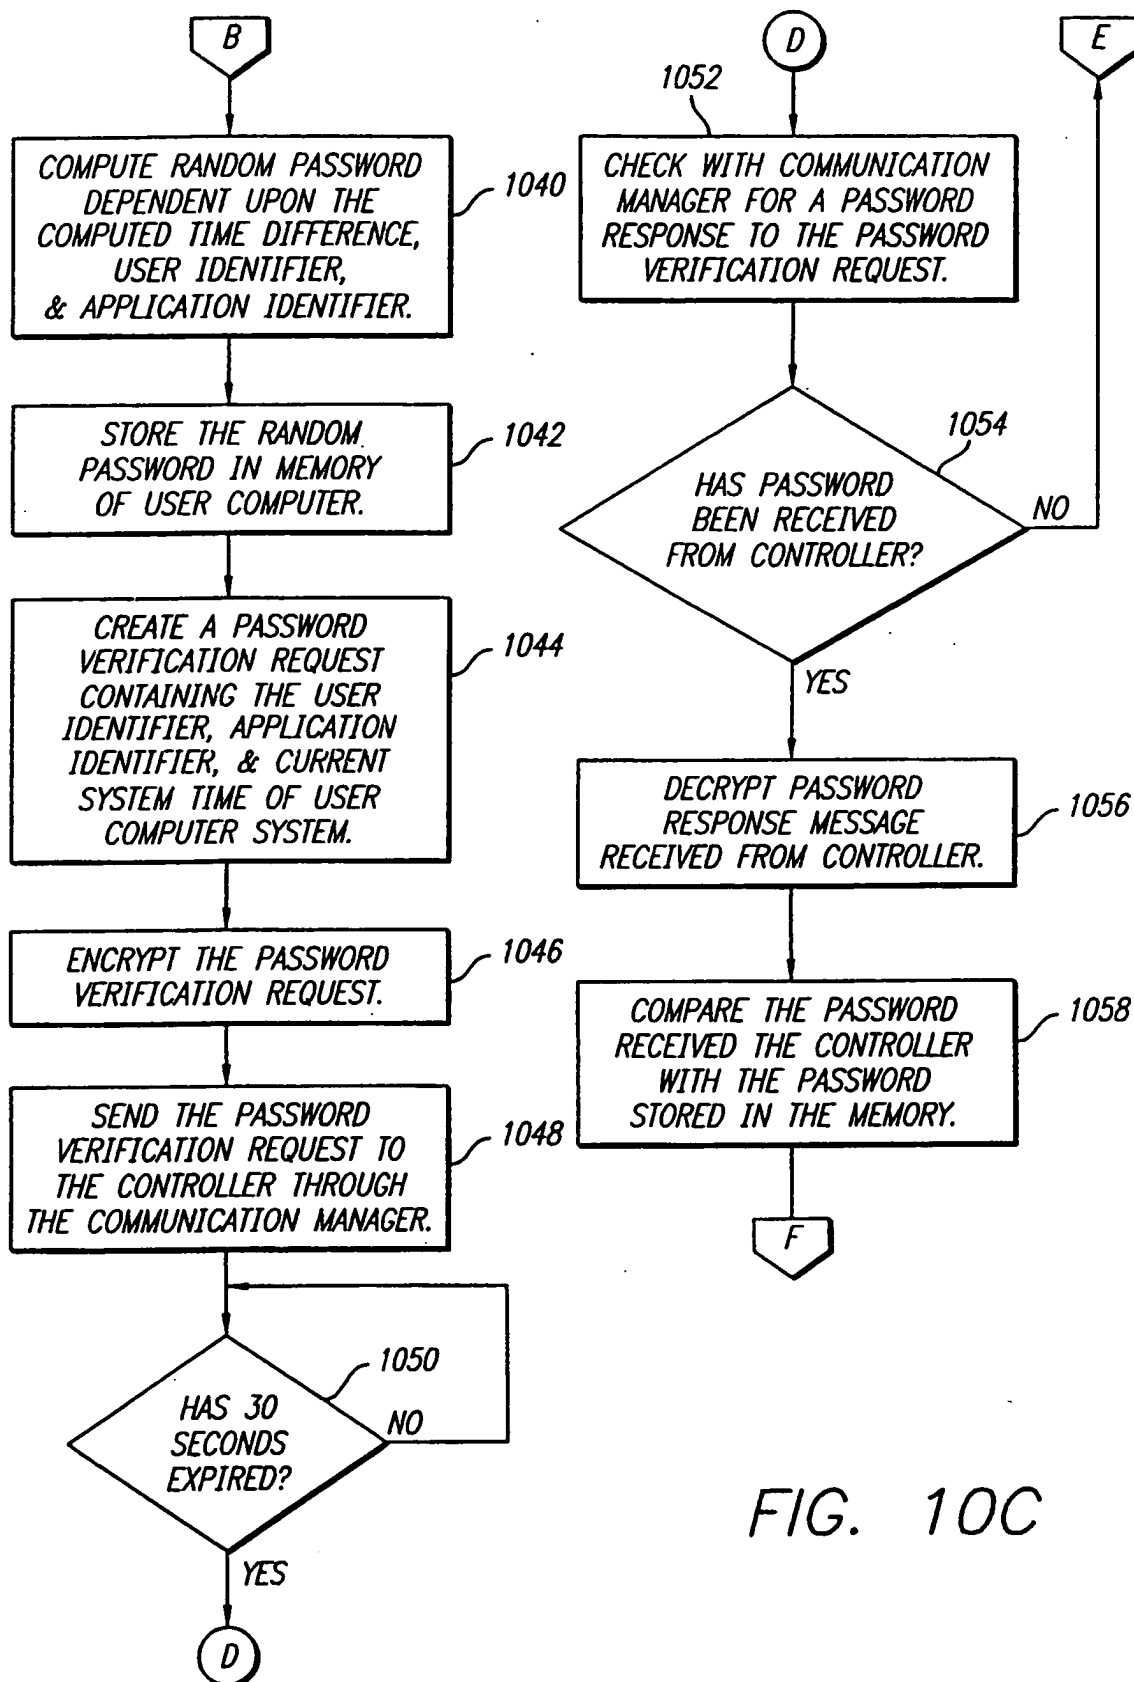 B
COMPUTE RANDOM PASSWORD
DEPENDENT UPON THE
COMPUTED TIME DIFFERENCE,
USER IDENTIFIER,
& APPLICATION IDENTIFIER.
1040
STORE THE RANDOM
PASSWORD IN MEMORY
OF USER COMPUTER.
1042
CREATE A PASSWORD
VERIFICATION REQUEST
CONTAINING THE USER
IDENTIFIER, APPLICATION
IDENTIFIER, & CURRENT
SYSTEM TIME OF USER
COMPUTER SYSTEM.
1044
ENCRYPT THE PASSWORD
VERIFICATION REQUEST.
1046
SEND THE PASSWORD
VERIFICATION REQUEST TO
THE CONTROLLER THROUGH
THE COMMUNICATION MANAGER.
1048
HAS 30
SECONDS
EXPIRED?
1050
NO
YES
D
D
1052
CHECK WITH COMMUNICATION
MANAGER FOR A PASSWORD
RESPONSE TO THE PASSWORD
VERIFICATION REQUEST.
HAS PASSWORD
BEEN RECEIVED
FROM CONTROLLER?
1054
NO
E
YES
DECRYPT PASSWORD
RESPONSE MESSAGE
RECEIVED FROM CONTROLLER.
1056
COMPARE THE PASSWORD
RECEIVED THE CONTROLLER
WITH THE PASSWORD
STORED IN THE MEMORY.
1058
F
FIG. 10C